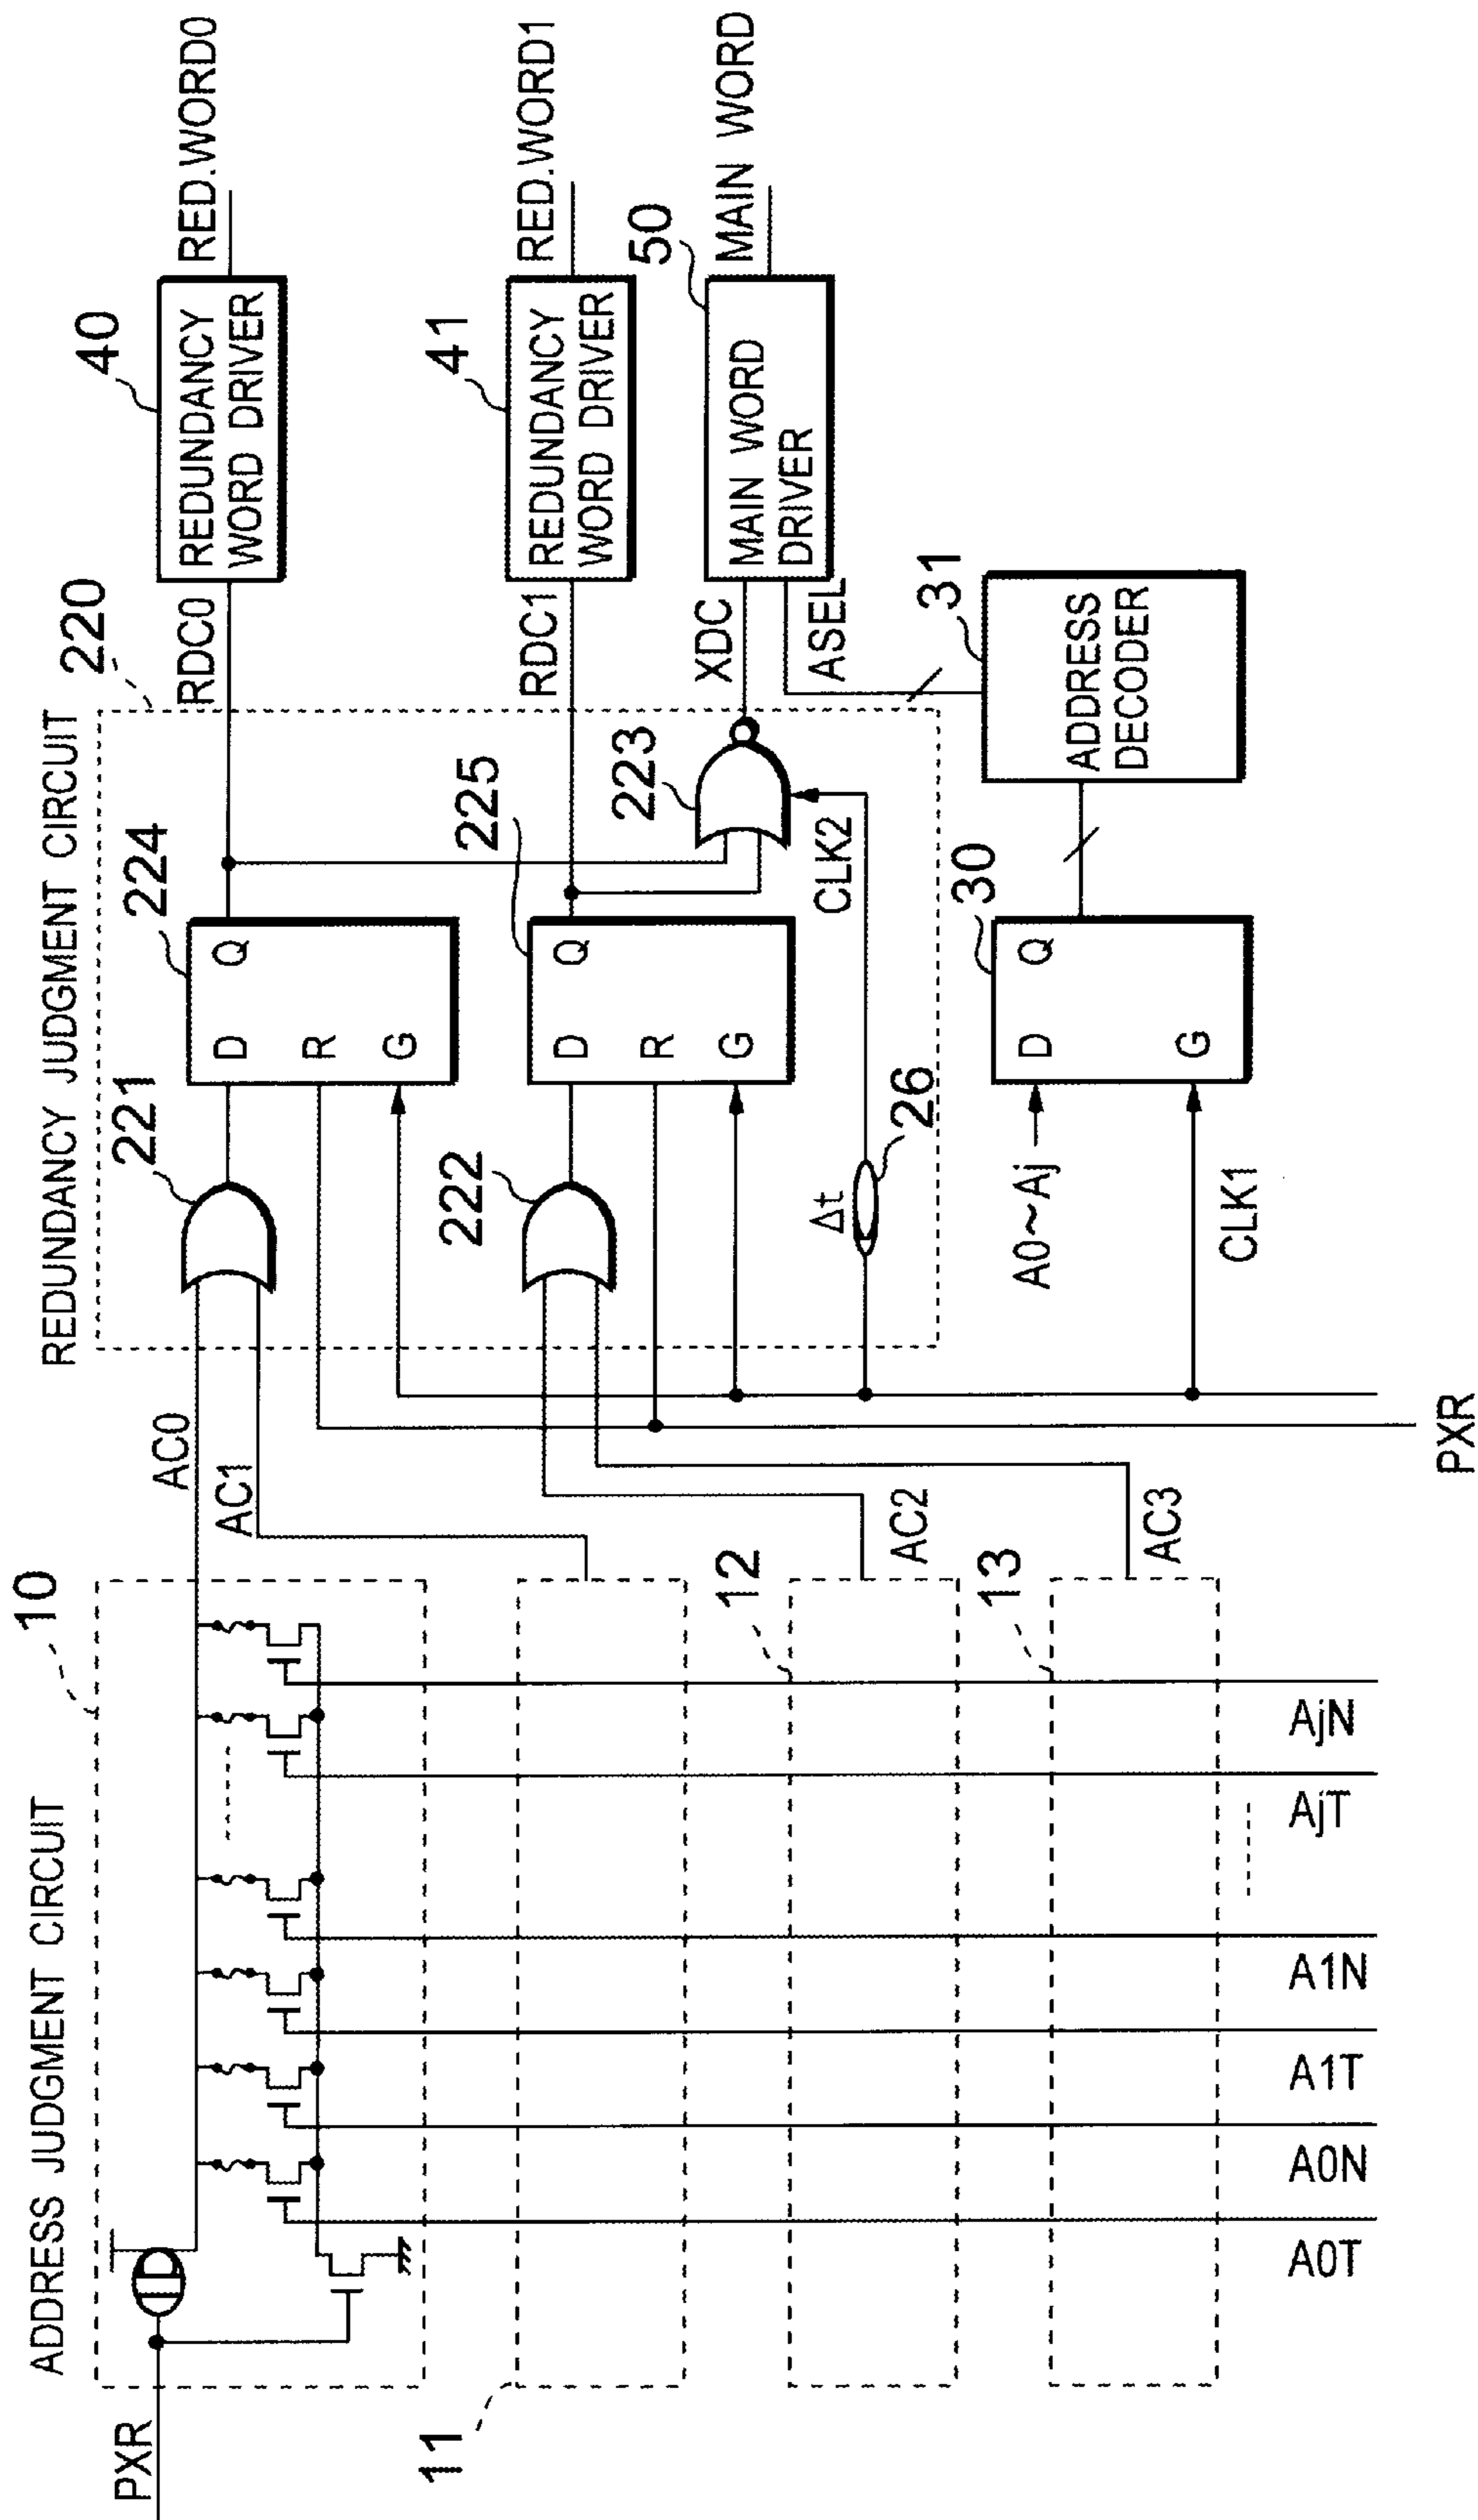 ADDRESS JUDGMENT CIRCUIT
10
PXR
11
12
13
A0T
A0N
A1T
A1N
AjT
AjN
AC0
AC1
AC2
AC3
PXR
REDUNDANCY JUDGMENT CIRCUIT
220
221
222
223
224
225
D
Q
R
G
D
Q
R
G
Δt
26
CLK2
A0~Aj
CLK1
30
D
Q
G
31
ADDRESS
DECODER
RDC0
RDC1
XDC
ASEL
40
REDUNDANCY
WORD DRIVER
41
REDUNDANCY
WORD DRIVER
50
MAIN WORD
DRIVER
RED.WORD0
RED.WORD1
MAIN WORD